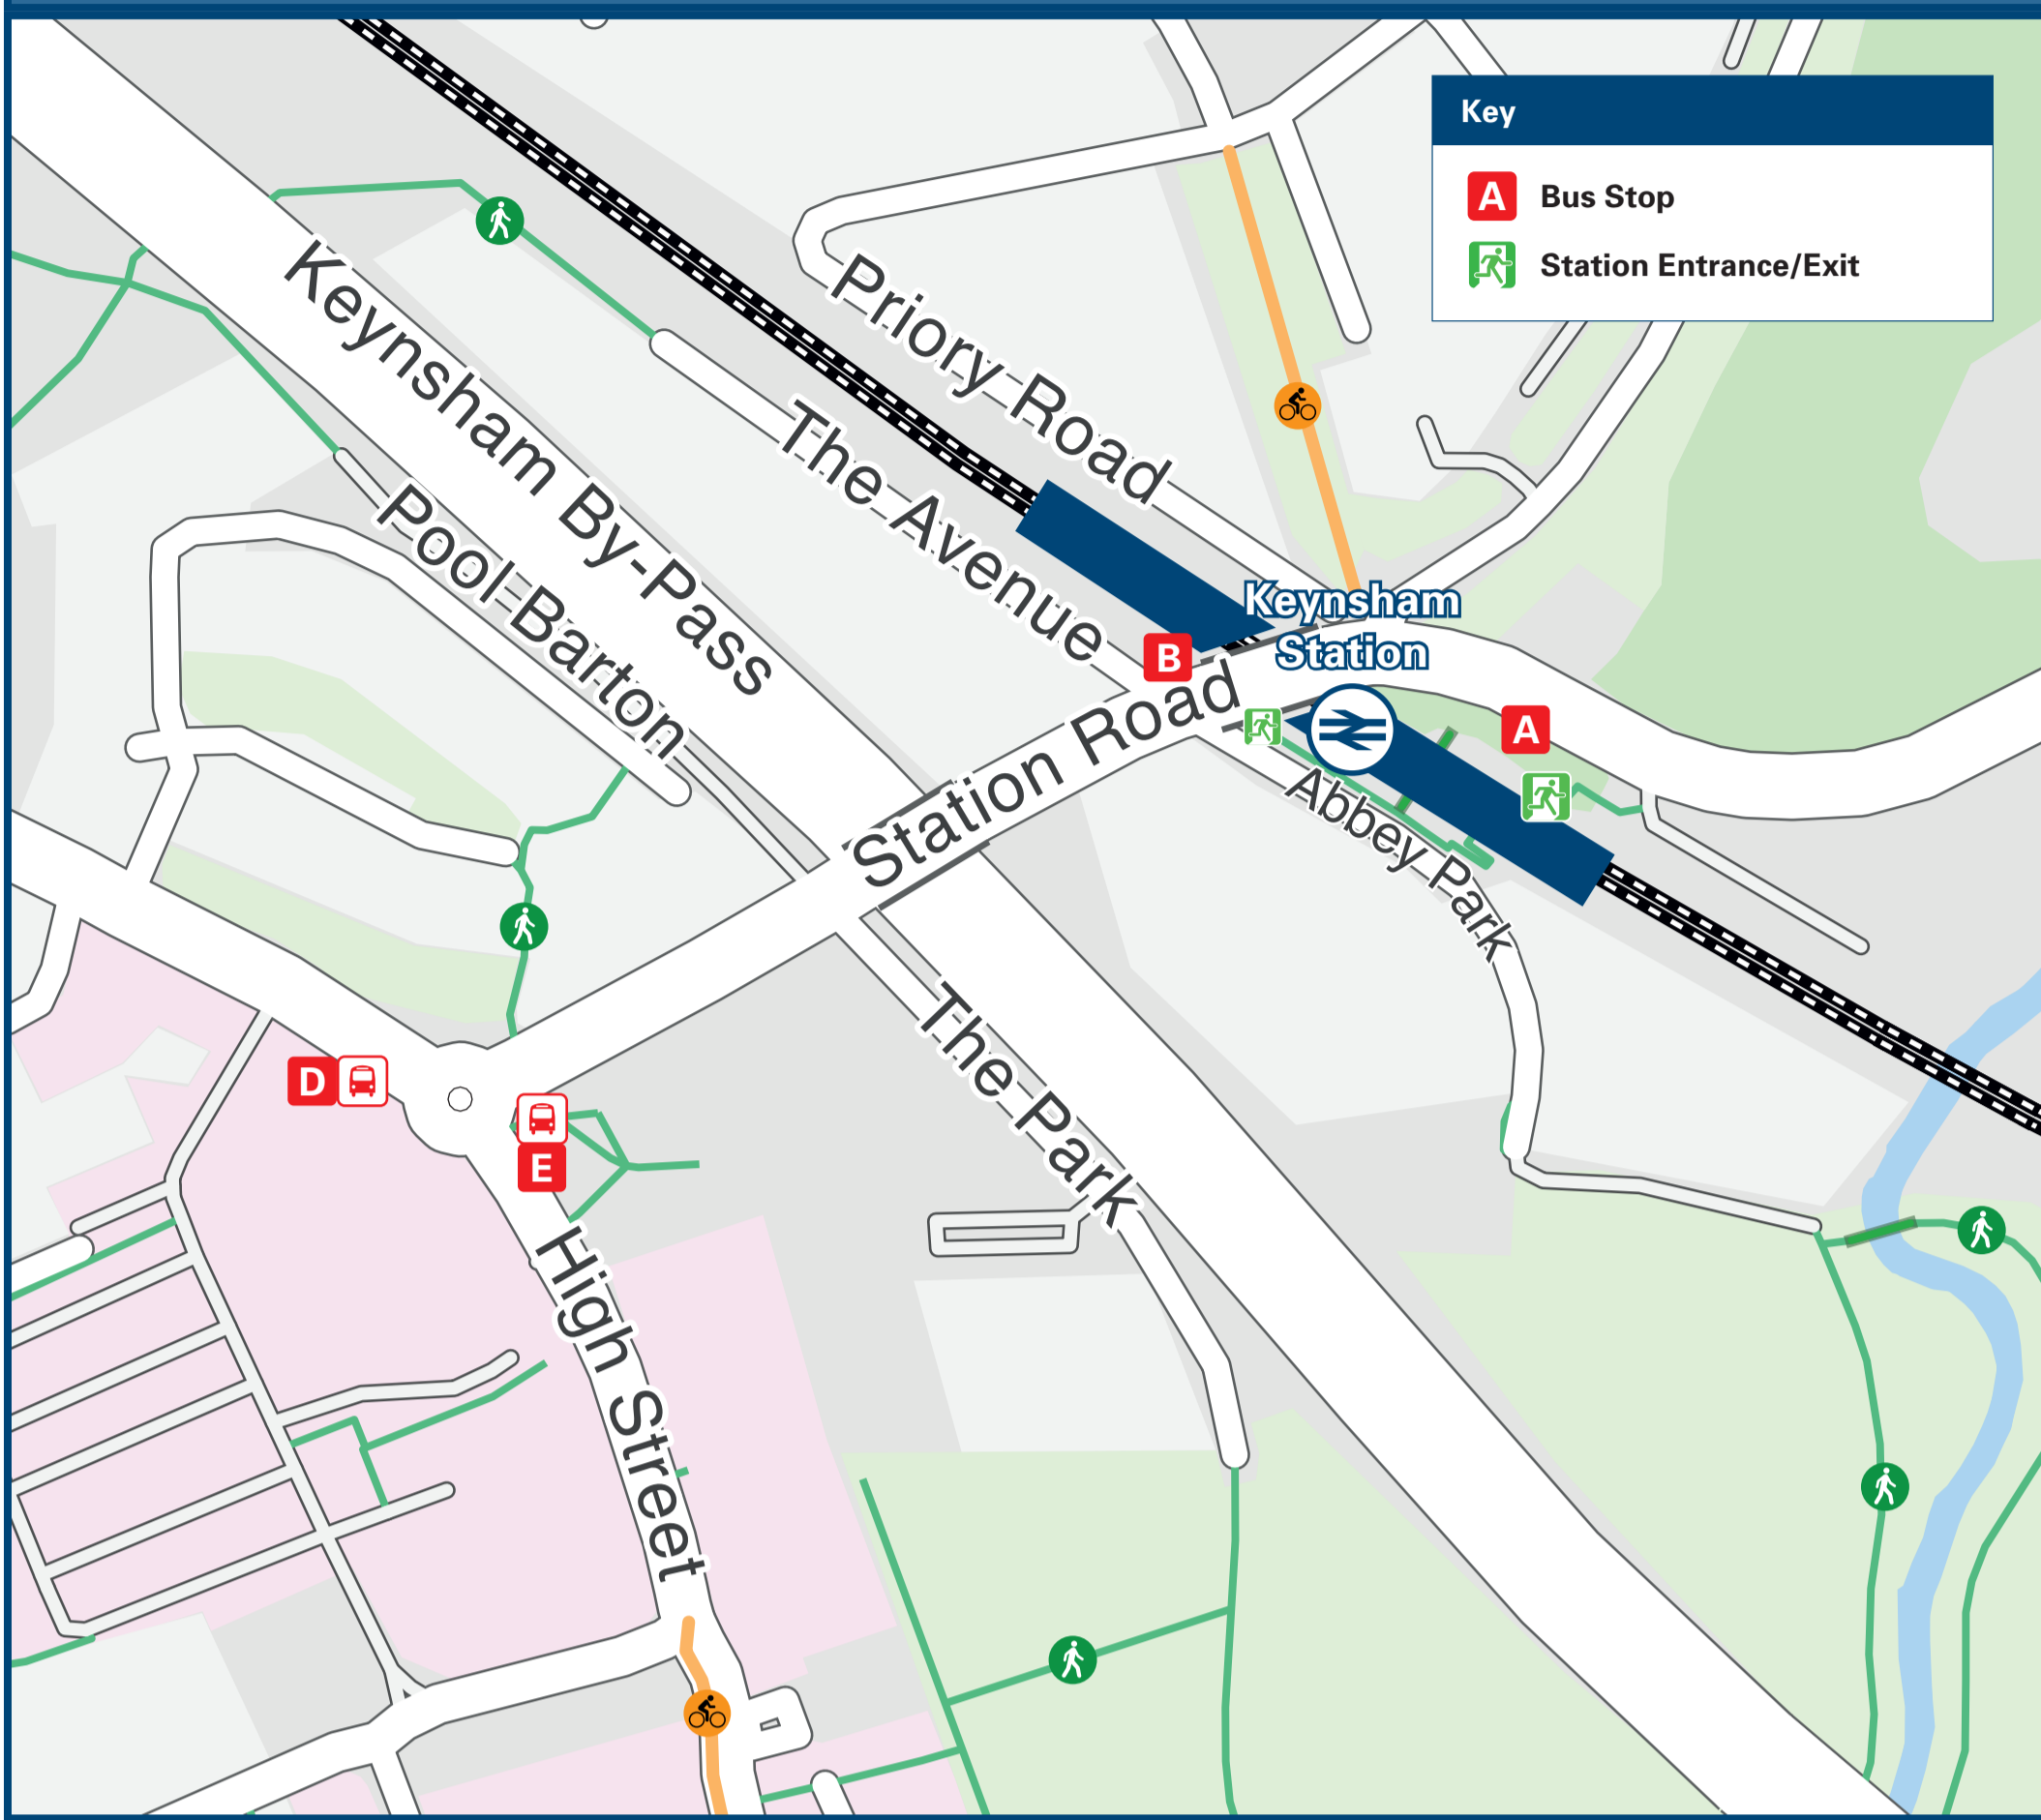 Key
A Bus Stop
Station Entrance/Exit
Keynsham By-Pass
Priory Road
The Avenue
Pool Barton
Keynsham
Station
B
Station Road
A
Abbey Park
The Park
D
E
High Street